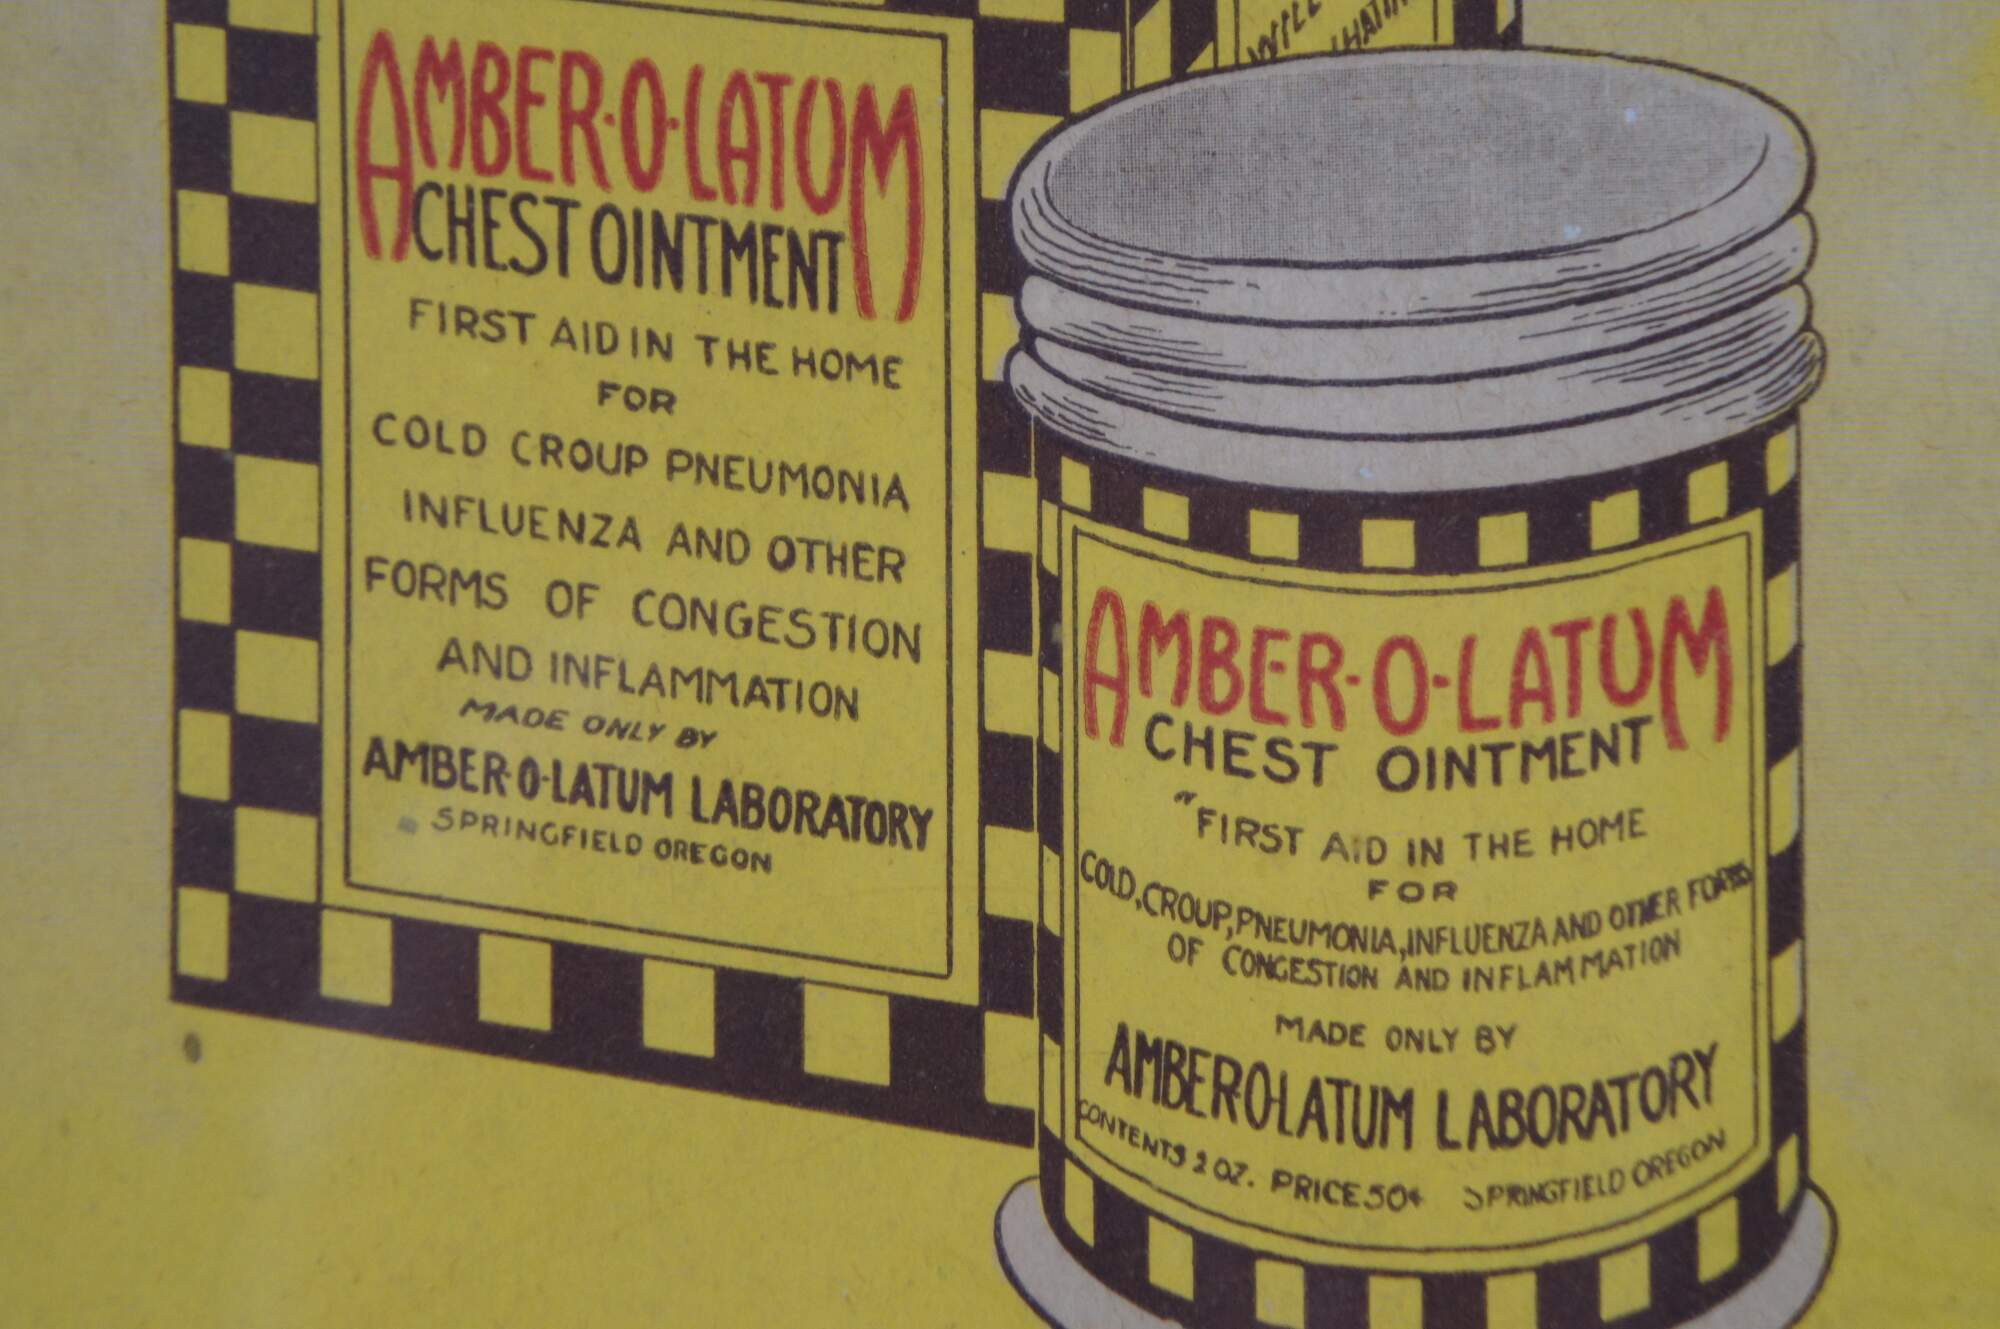 AMBER-O-LATUM
CHEST OINTMENT
FIRST AID IN THE HOME
FOR
COLD CROUP PNEUMONIA
INFLUENZA AND OTHER
FORMS OF CONGESTION
AND INFLAMMATION
MADE ONLY BY
AMBER-O-LATUM LABORATORY
SPRINGFIELD OREGON
AMBER-O-LATUM
CHEST OINTMENT
"FIRST AID IN THE HOME
FOR
COLD, CROUP, PNEUMONIA, INFLUENZA AND OTHER FORMS
OF CONGESTION AND INFLAMMATION
MADE ONLY BY
AMBER-O-LATUM LABORATORY
CONTENTS 2 OZ. PRICE 50¢ SPRINGFIELD OREGON